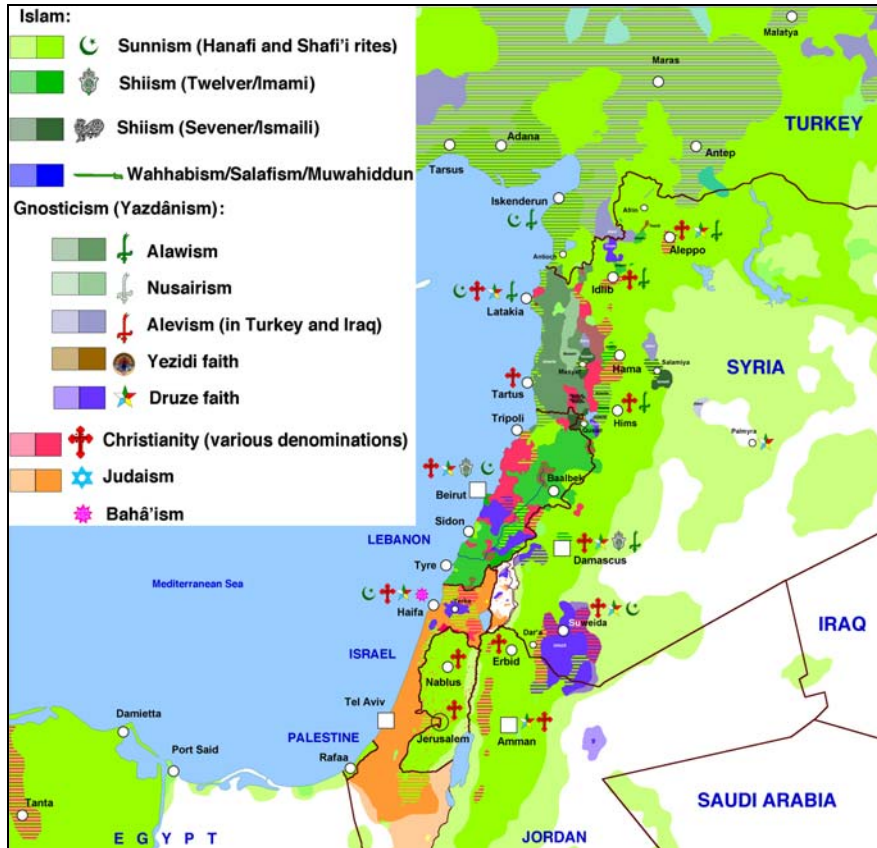 Islam:
Sunnism (Hanafi and Shafi'i rites)
Shiism (Twelver/Imami)
Shiism (Sevener/Ismaili)
Wahhabism/Salafism/Muwahiddun
Gnosticism (Yazdânism):
Alawism
Nusairism
Alevism (in Turkey and Iraq)
Yezidi faith
Druze faith
Christianity (various denominations)
Judaism
Bahâ'ism
Malatya
Maras
TURKEY
Adana
Tarsus
Antep
Iskenderun
Afrin
Antioch
Aleppo
Idlib
Latakia
SYRIA
Hama
Salamiya
Masyaf
Tartus
Hims
Tripoli
Palmyra
Baalbek
Beirut
Sidon
LEBANON
Damascus
Tyre
Mediterranean Sea
Haifa
Suweida
Dar'a
IRAQ
ISRAEL
Erbid
Nablus
Tel Aviv
Damietta
PALESTINE
Jerusalem
Amman
Port Said
Rafaa
Tanta
SAUDI ARABIA
EGYPT
JORDAN